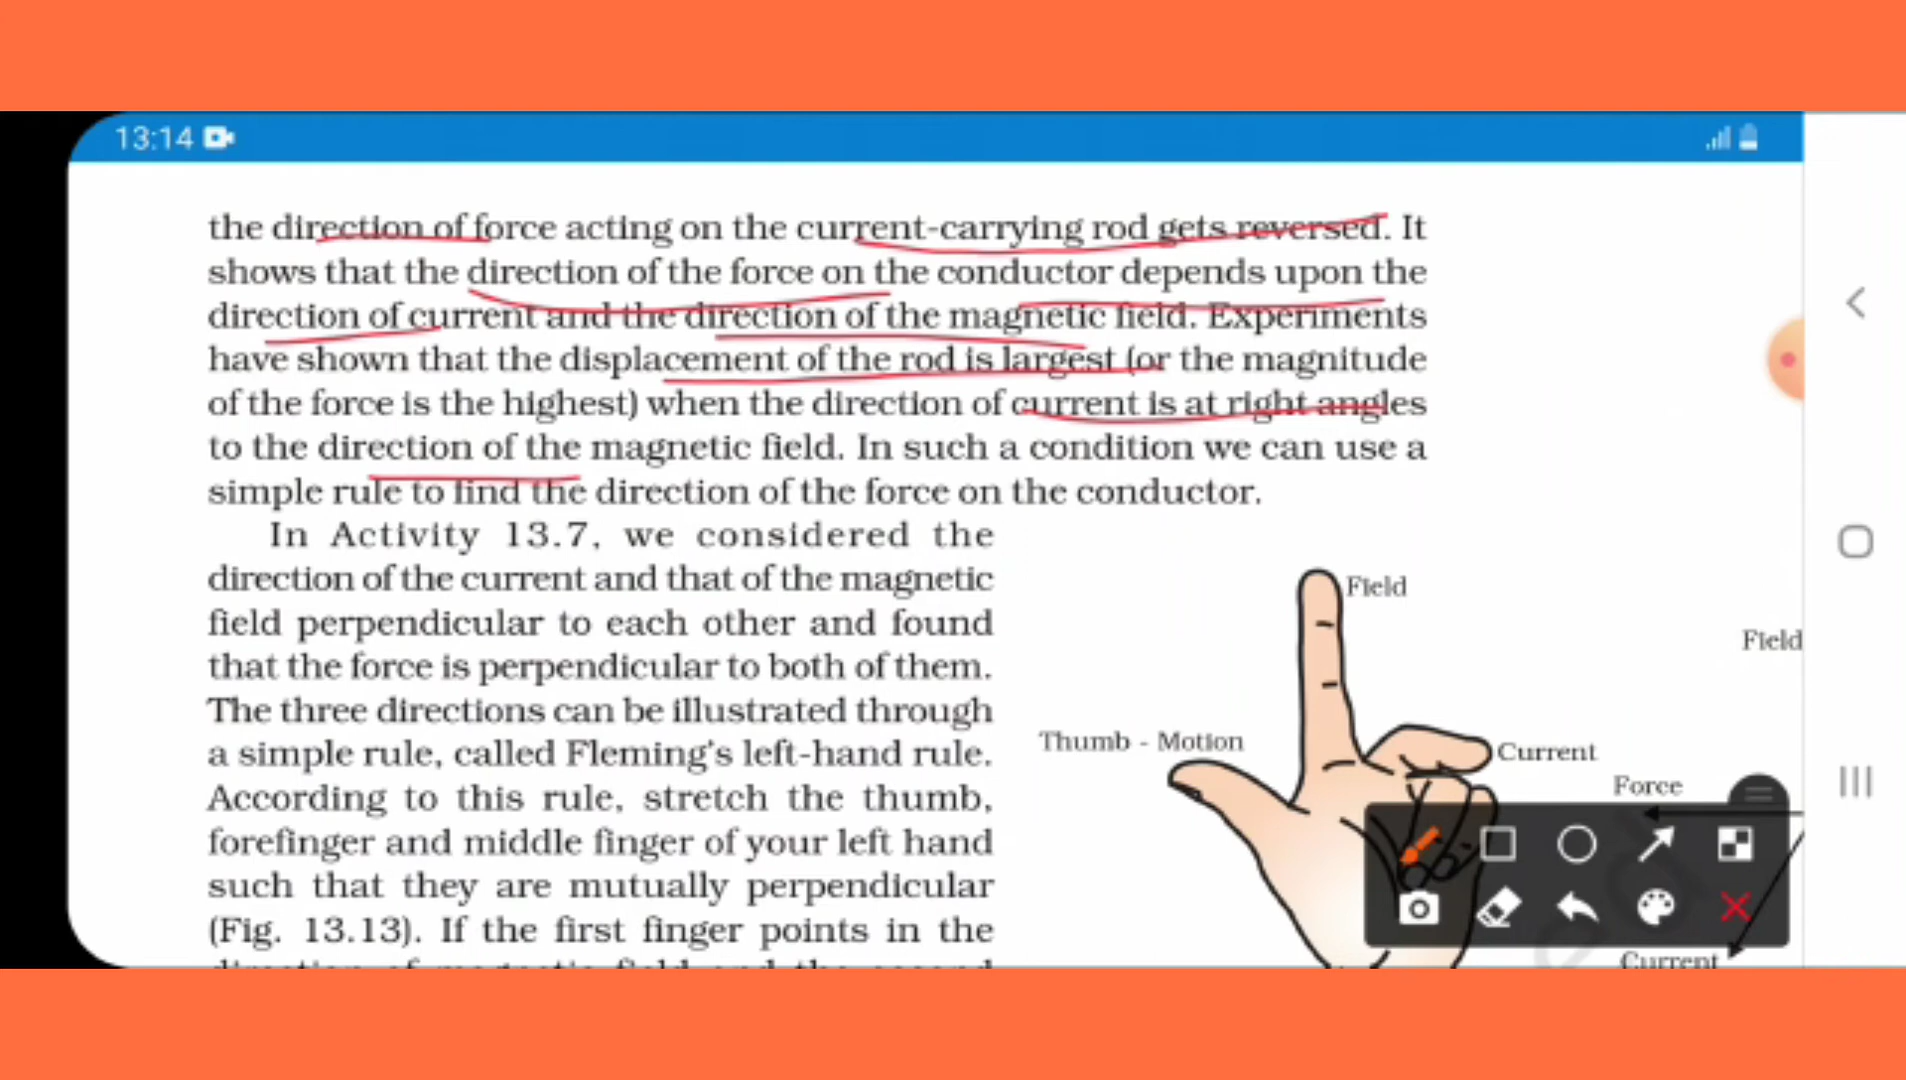 13:14
the direction of force acting on the current-carrying rod gets reversed. It
shows that the direction of the force on the conductor depends upon the
direction of current and the direction of the magnetic field. Experiments
have shown that the displacement of the rod is largest (or the magnitude
of the force is the highest) when the direction of current is at right angles
to the direction of the magnetic field. In such a condition we can use a
simple rule to find the direction of the force on the conductor.
In Activity 13.7, we considered the
direction of the current and that of the magnetic
field perpendicular to each other and found
that the force is perpendicular to both of them.
The three directions can be illustrated through
a simple rule, called Fleming's left-hand rule.
According to this rule, stretch the thumb,
forefinger and middle finger of your left hand
such that they are mutually perpendicular
(Fig. 13.13). If the first finger points in the
Field
Field
Thumb - Motion
Current
Force
Current